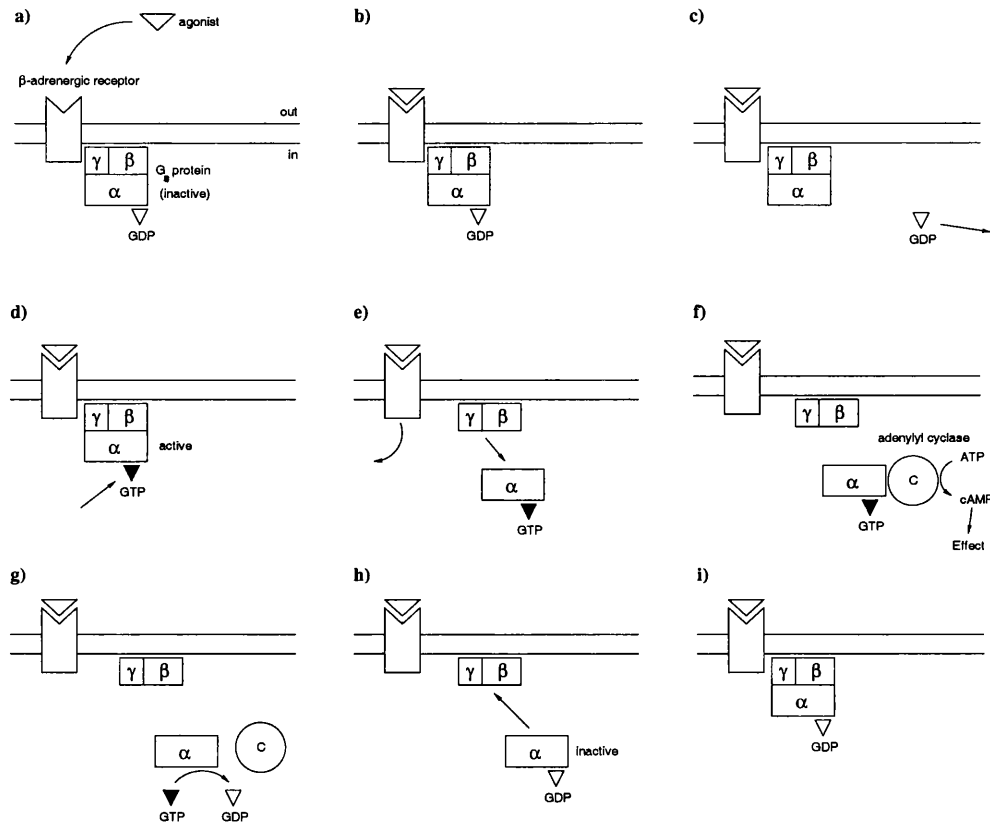 a)
agonist
β-adrenergic receptor
out
in
γ β
α
Gs protein
(inactive)
GDP
b)
γ β
α
GDP
c)
γ β
α
GDP
d)
γ β
α
active
GTP
e)
γ β
α
GTP
f)
γ β
adenylyl cyclase
ATP
α
C
cAMP
GTP
Effect
g)
γ β
α
C
GTP
GDP
h)
γ β
α
inactive
GDP
i)
γ β
α
GDP